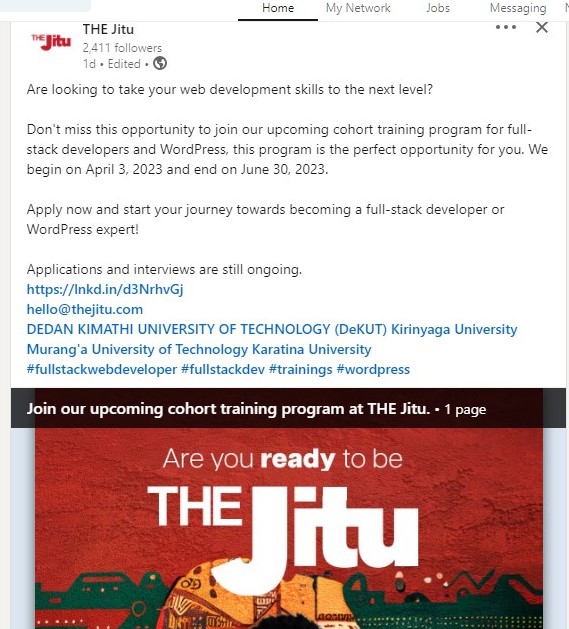 Home My Network Jobs Messaging
THE Jitu
THE Jitu
2,411 followers
1d • Edited •
Are looking to take your web development skills to the next level?
Don't miss this opportunity to join our upcoming cohort training program for full-
stack developers and WordPress, this program is the perfect opportunity for you. We
begin on April 3, 2023 and end on June 30, 2023.
Apply now and start your journey towards becoming a full-stack developer or
WordPress expert!
Applications and interviews are still ongoing.
https://lnkd.in/d3NrhvGj
hello@thejitu.com
DEDAN KIMATHI UNIVERSITY OF TECHNOLOGY (DeKUT) Kirinyaga University
Murang'a University of Technology Karatina University
#fullstackwebdeveloper #fullstackdev #trainings #wordpress
Join our upcoming cohort training program at THE Jitu. • 1 page
Are you ready to be
THE
Jitu